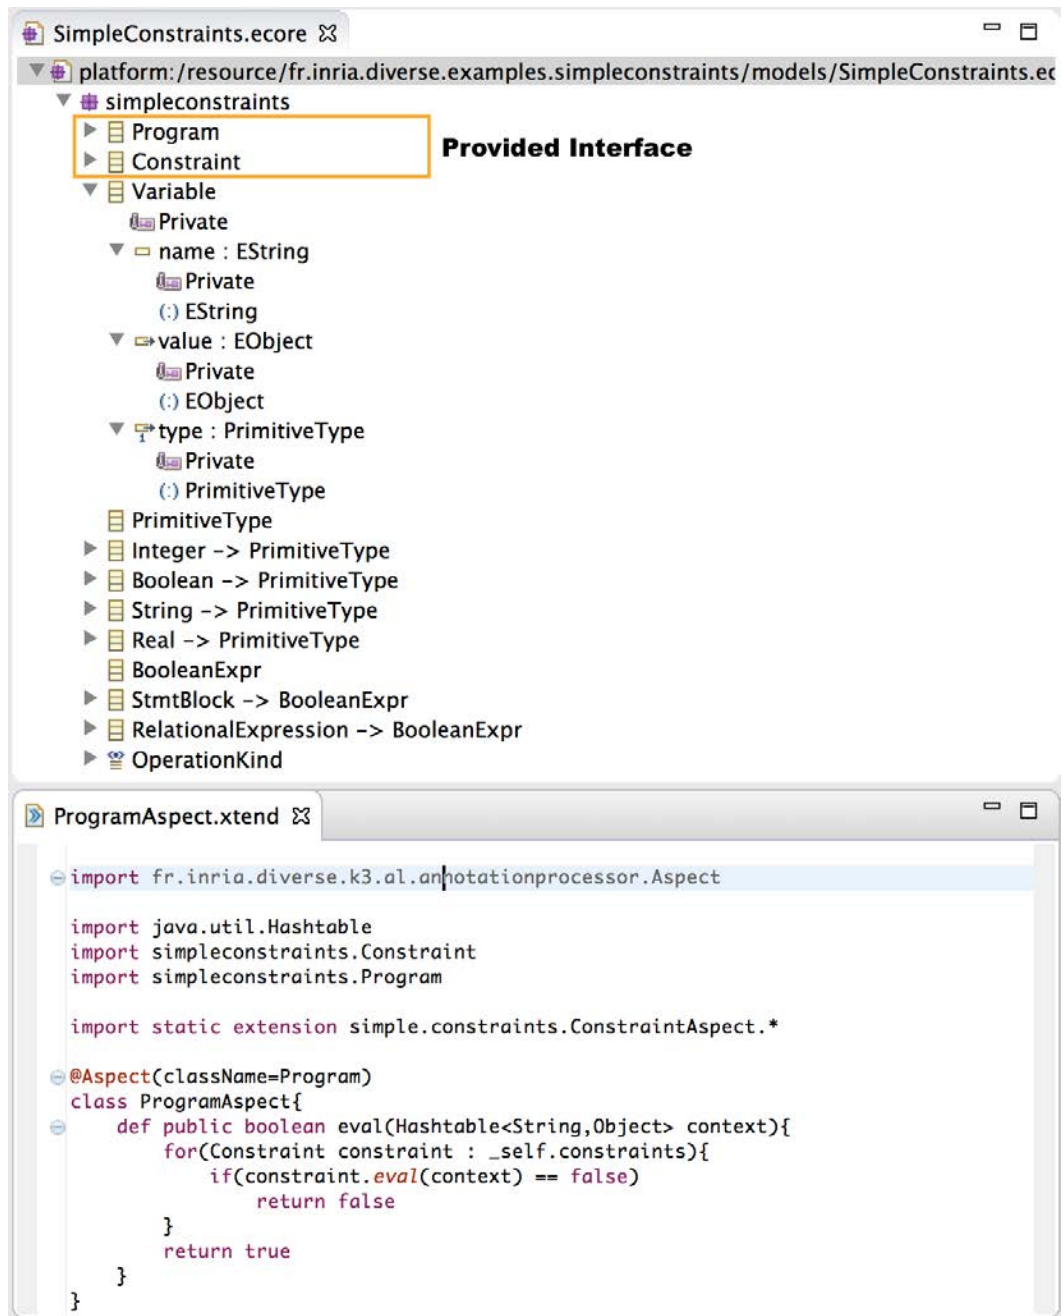 SimpleConstraints.ecore
platform:/resource/fr.inria.diverse.examples.simpleconstraints/models/SimpleConstraints.ec
simpleconstraints
Program
Constraint
Provided Interface
Variable
Private
name : EString
Private
(:) EString
value : EObject
Private
(:) EObject
type : PrimitiveType
Private
(:) PrimitiveType
PrimitiveType
Integer -> PrimitiveType
Boolean -> PrimitiveType
String -> PrimitiveType
Real -> PrimitiveType
BooleanExpr
StmtBlock -> BooleanExpr
RelationalExpression -> BooleanExpr
OperationKind
ProgramAspect.xtend
import fr.inria.diverse.k3.al.annotationprocessor.Aspect
import java.util.Hashtable
import simpleconstraints.Constraint
import simpleconstraints.Program
import static extension simple.constraints.ConstraintAspect.*
@Aspect(className=Program)
class ProgramAspect{
def public boolean eval(Hashtable<String,Object> context){
for(Constraint constraint : _self.constraints){
if(constraint.eval(context) == false)
return false
}
return true
}
}